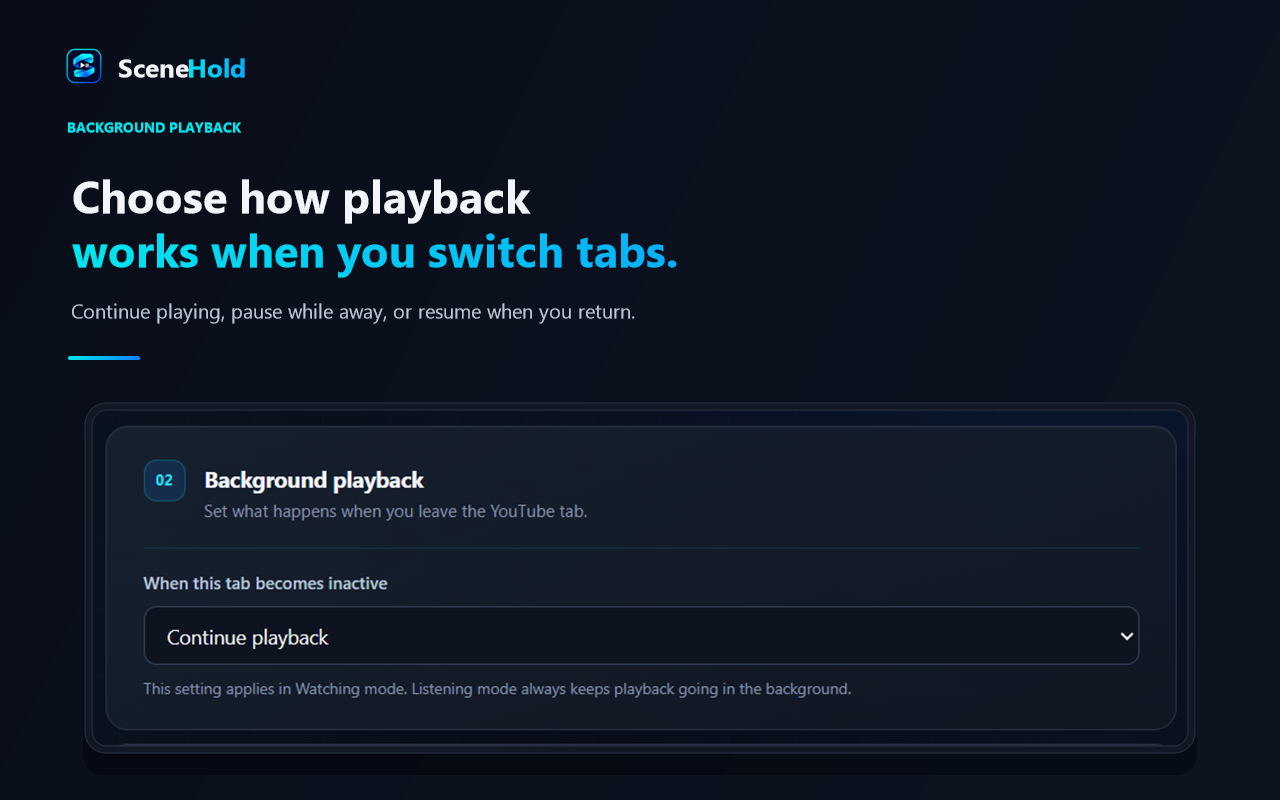 SceneHold
BACKGROUND PLAYBACK
Choose how playback
works when you switch tabs.
Continue playing, pause while away, or resume when you return.
02
Background playback
Set what happens when you leave the YouTube tab.
When this tab becomes inactive
Continue playback
This setting applies in Watching mode. Listening mode always keeps playback going in the background.